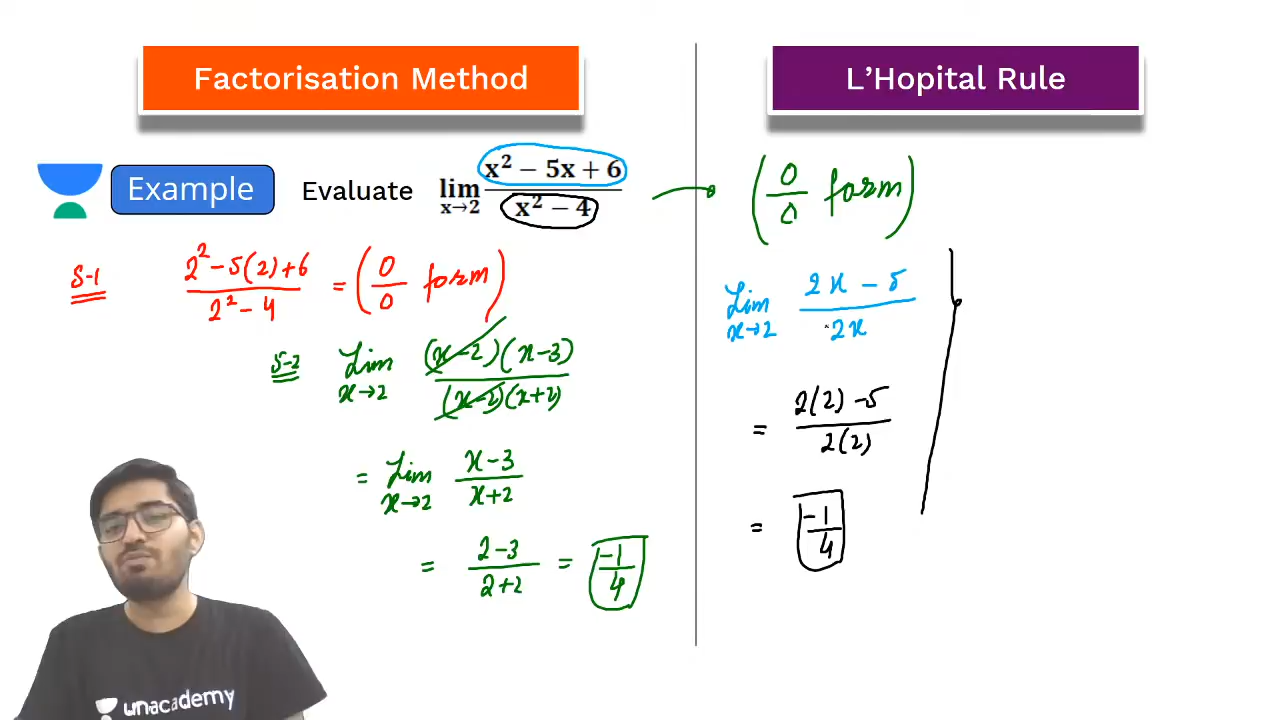 Factorisation Method
Example Evaluate lim x→2 (x² − 5x + 6)/(x² − 4)
S-1 (2² − 5(2) + 6)/(2² − 4) = (0/0 form)
S-2 Lim x→2 ((x−2)(x−3))/((x−2)(x+2))
= Lim x→2 (x−3)/(x+2)
= (2−3)/(2+2) = −1/4
L’Hopital Rule
(0/0 form)
Lim x→2 (2x − 5)/(2x)
= (2(2) − 5)/(2(2))
= −1/4
unacademy